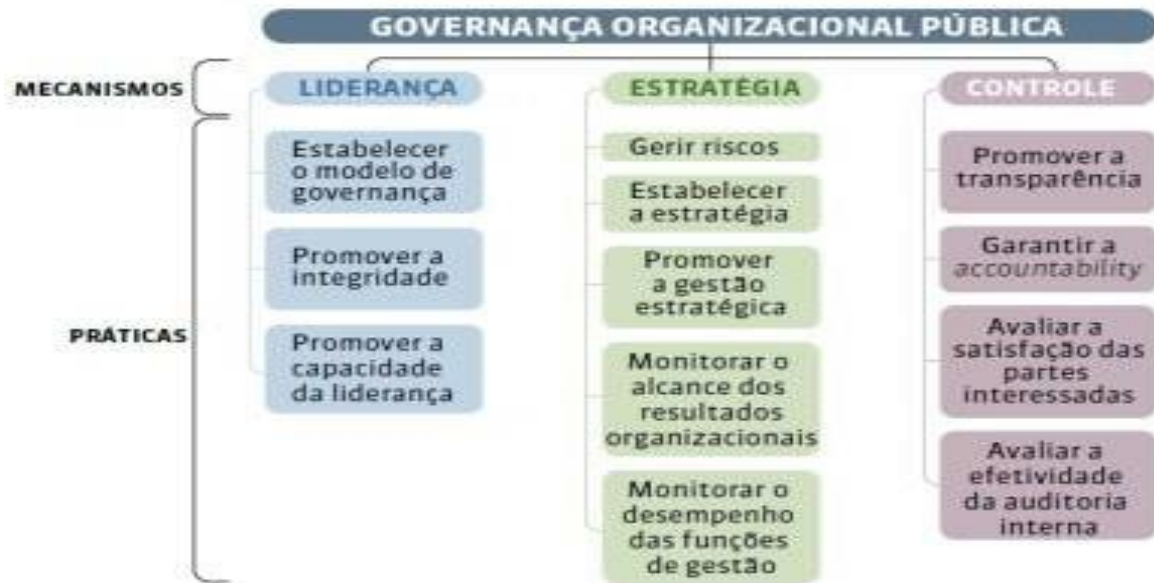 GOVERNANÇA ORGANIZACIONAL PÚBLICA
MECANISMOS
LIDERANÇA
ESTRATÉGIA
CONTROLE
PRÁTICAS
Estabelecer
o modelo de
governança
Promover a
integridade
Promover a
capacidade
da liderança
Gerir riscos
Estabelecer
a estratégia
Promover
a gestão
estratégica
Monitorar o
alcance dos
resultados
organizacionais
Monitorar o
desempenho
das funções
de gestão
Promover a
transparência
Garantir a
accountability
Avaliar a
satisfação das
partes
interessadas
Avaliar a
efetividade
da auditoria
interna